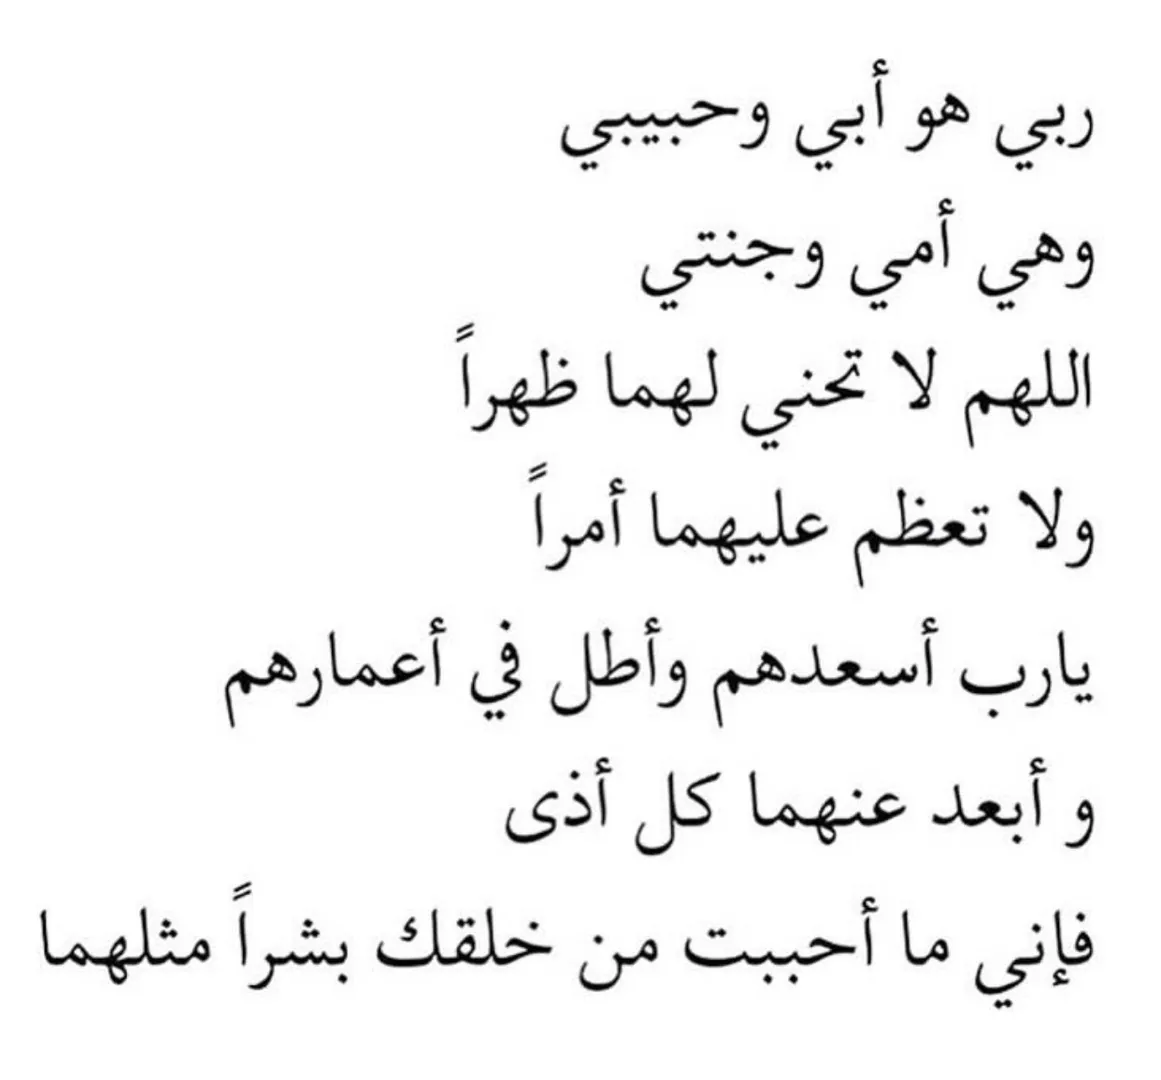 ربي هو أبي وحبيبي
وهي أمي وجنتي
اللهم لا تحني لهما ظهراً
ولا تعظم عليهما أمراً
يارب أسعدهم وأطل في أعمارهم
و أبعد عنهما كل أذى
فإني ما أحببت من خلقك بشراً مثلهما